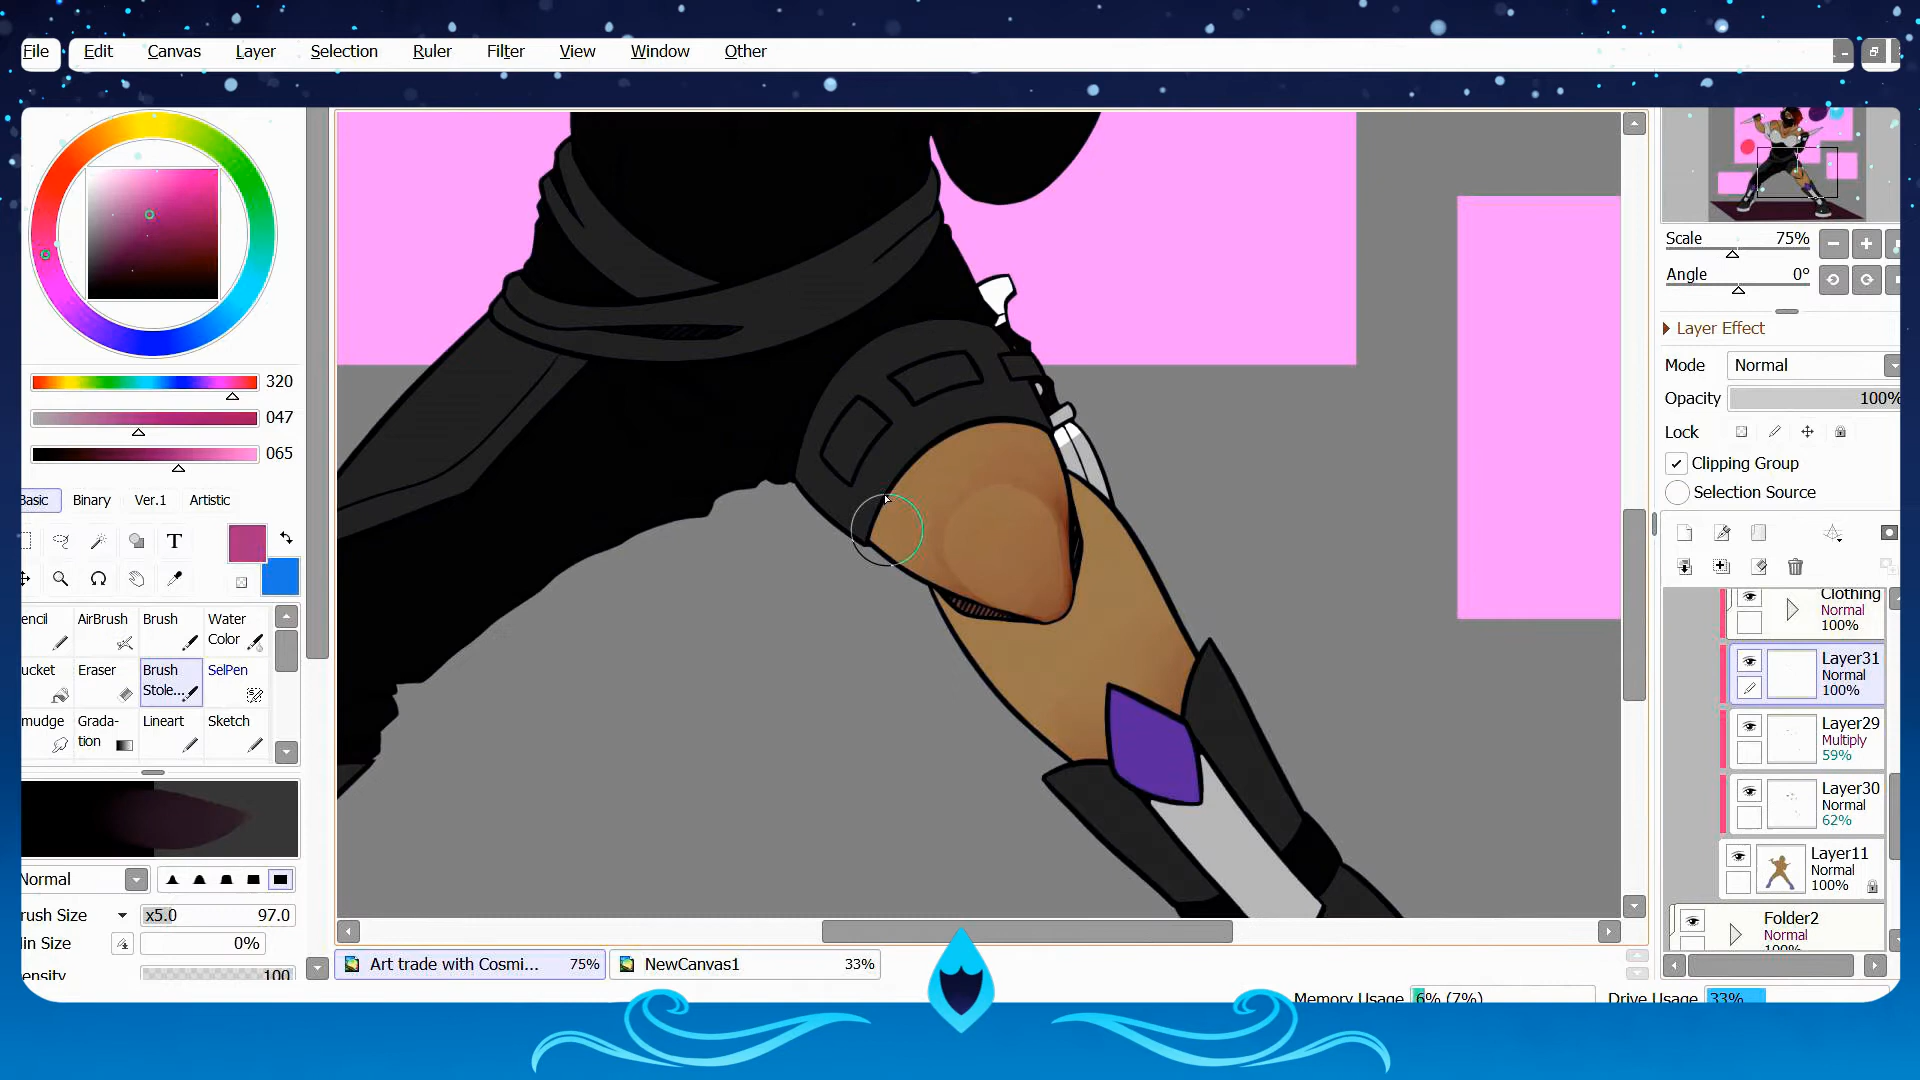 File Edit Canvas Layer Selection Ruler Filter View Window Other
320
047
065
Basic Binary Ver.1 Artistic
T
encil AirBrush Brush Water Color
ucket Eraser Brush Stole... SelPen
mudge Grada- tion Lineart Sketch
Normal
rush Size x5.0 97.0
in Size 0%
ensity 100
Art trade with Cosmi... 75% NewCanvas1 33%
Scale 75%
Angle 0°
Layer Effect
Mode Normal
Opacity 100%
Lock
Clipping Group
Selection Source
Clothing
Normal
100%
Layer31
Normal
100%
Layer29
Multiply
59%
Layer30
Normal
62%
Layer11
Normal
100%
Folder2
Normal
100%
Memory Usage 6% (7%) Drive Usage 33%